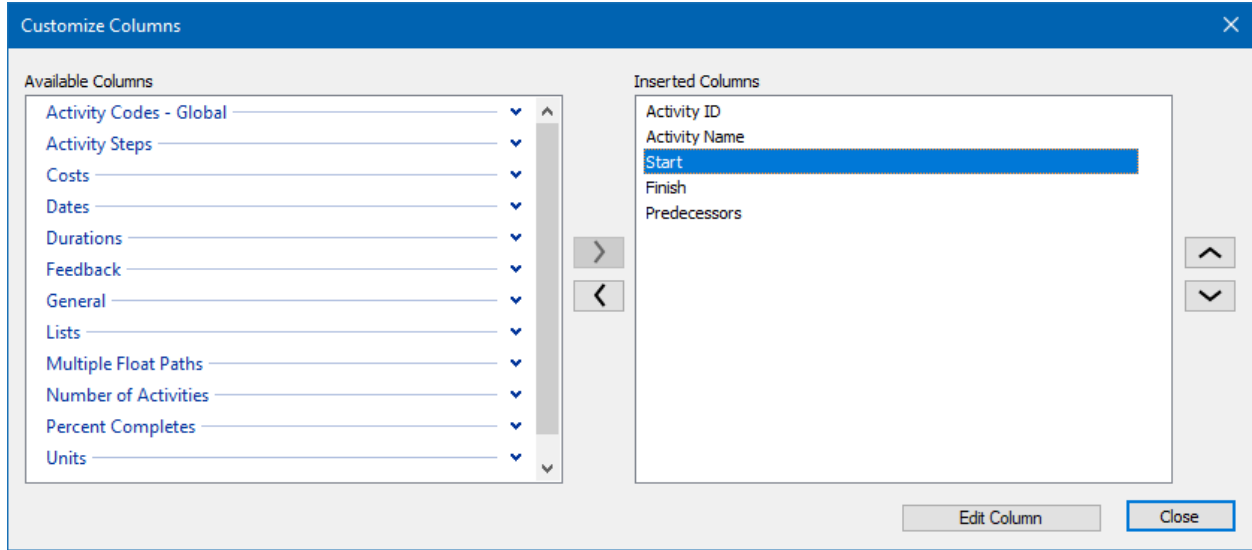 Customize Columns
Available Columns
Activity Codes - Global
Activity Steps
Costs
Dates
Durations
Feedback
General
Lists
Multiple Float Paths
Number of Activities
Percent Completes
Units
Inserted Columns
Activity ID
Activity Name
Start
Finish
Predecessors
Edit Column
Close